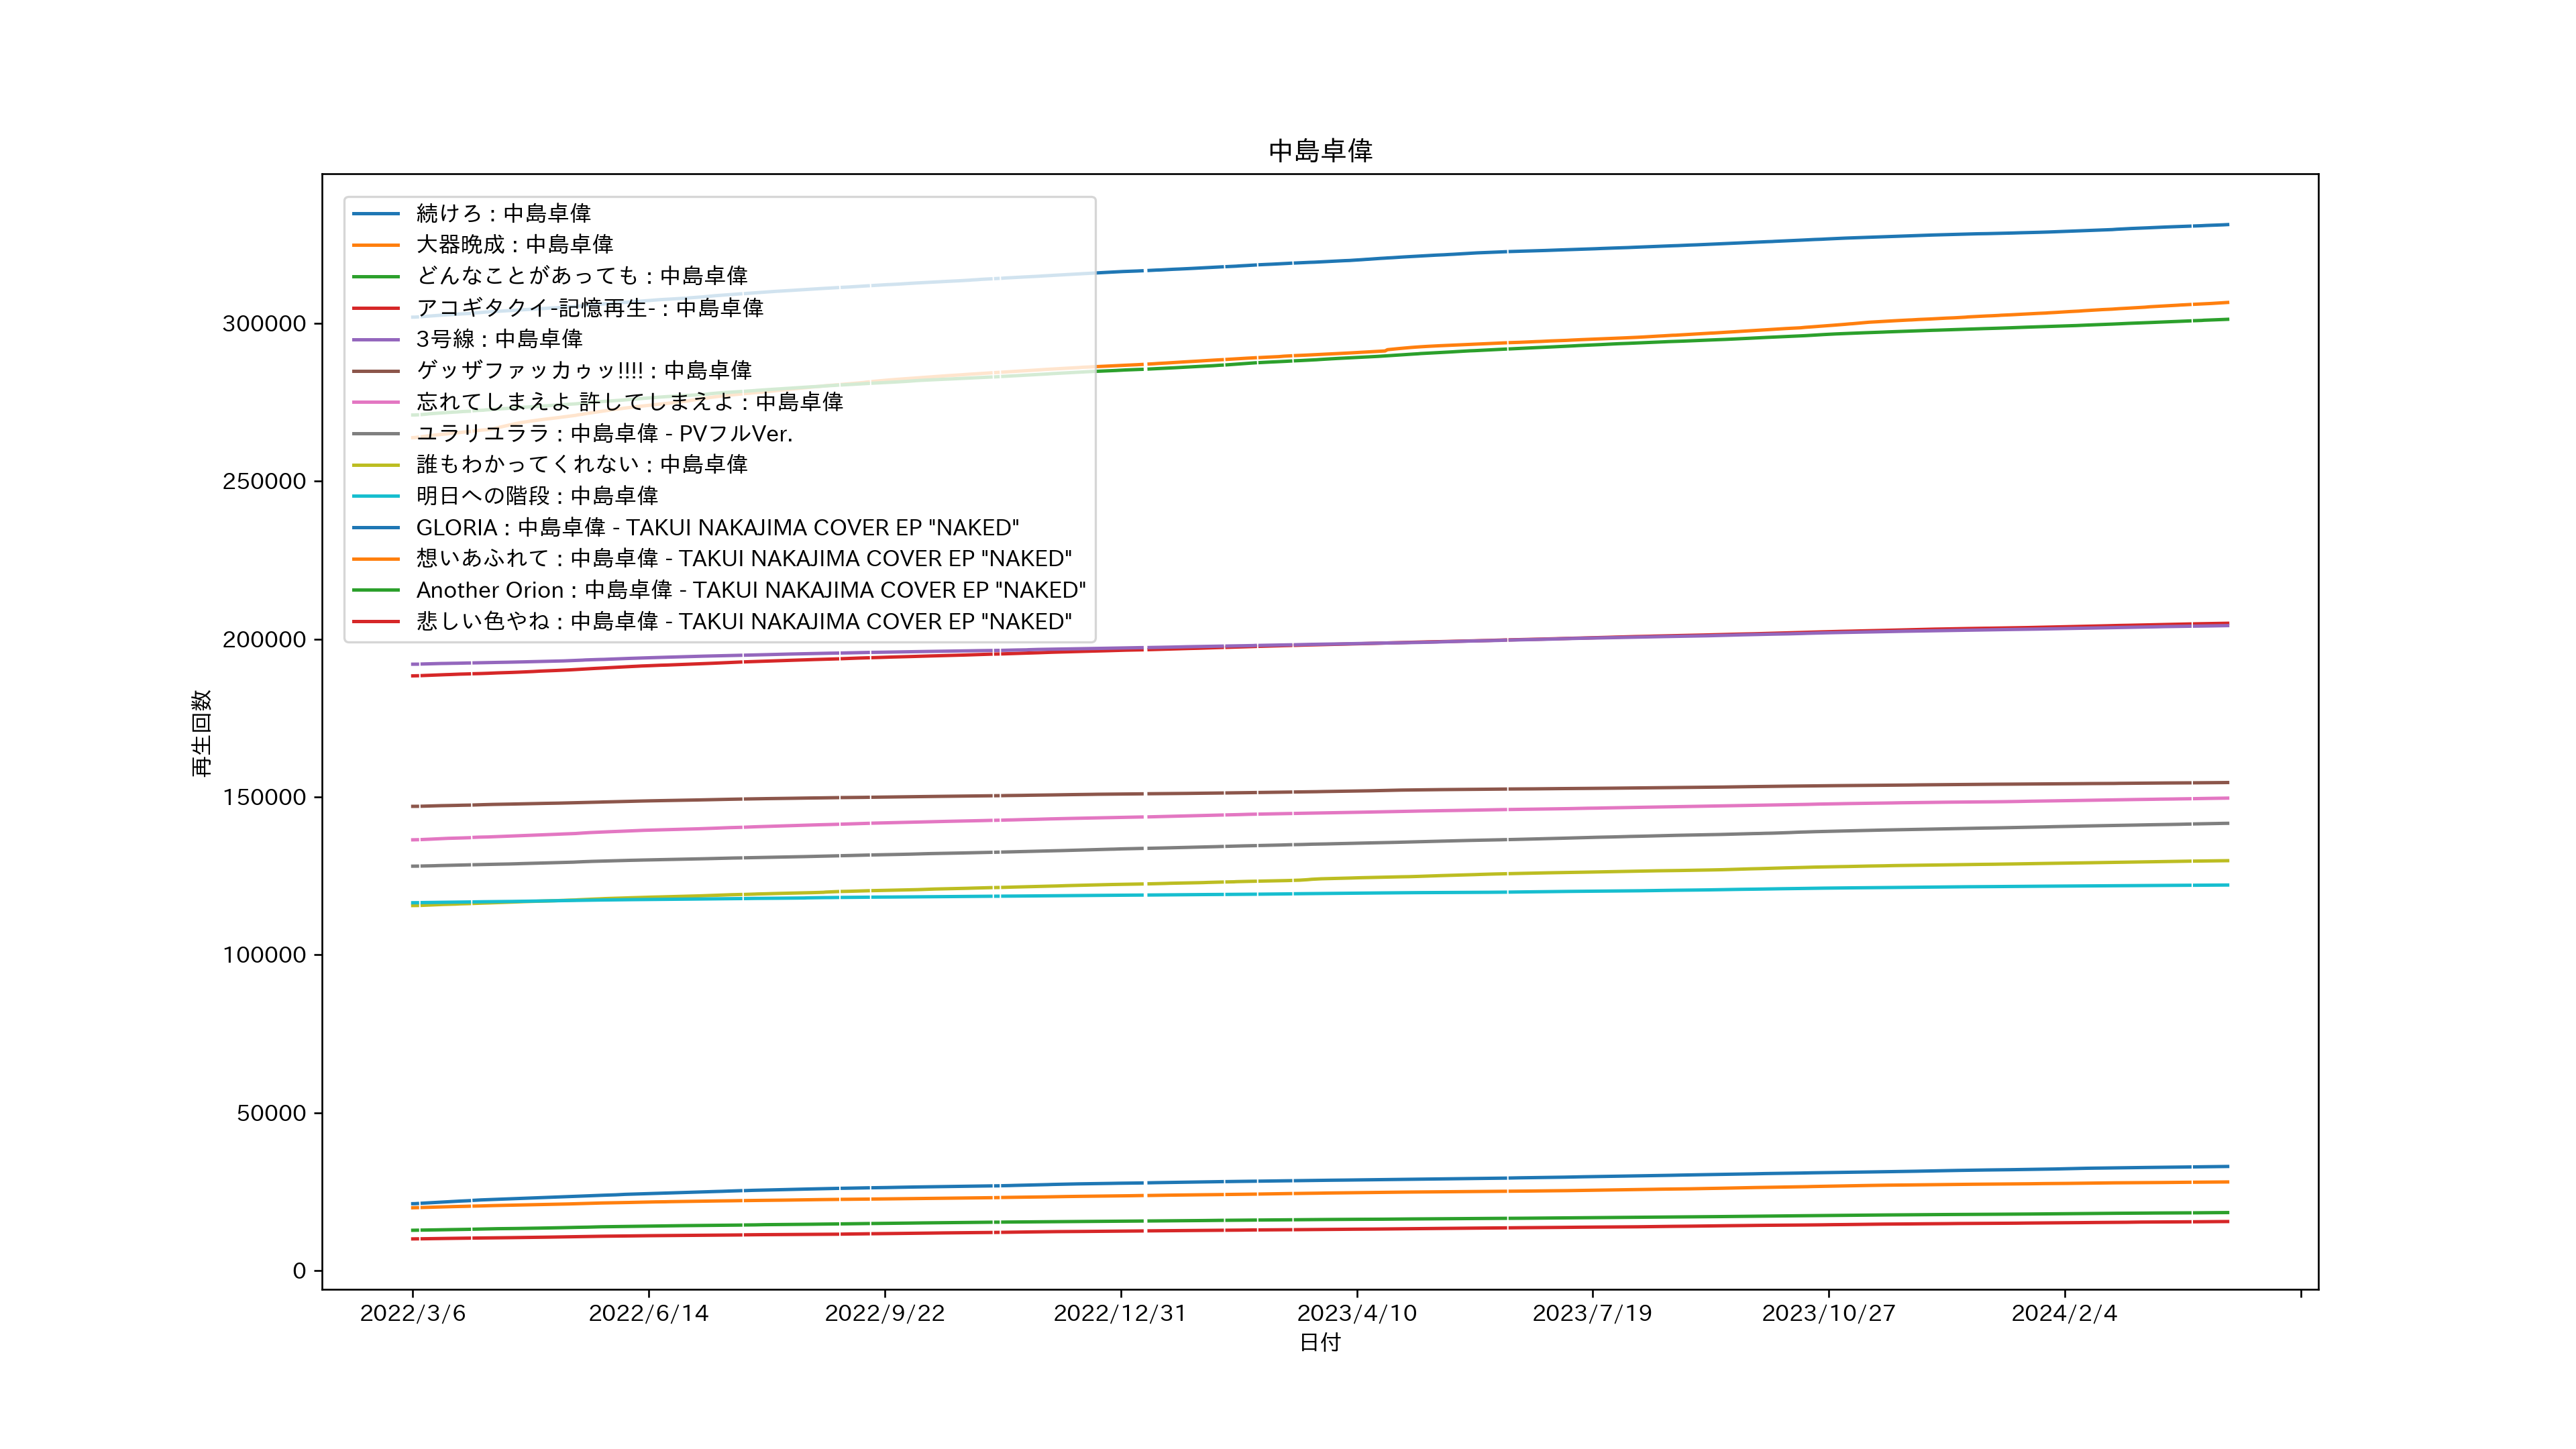 中島卓偉
続けろ : 中島卓偉
大器晩成 : 中島卓偉
どんなことがあっても : 中島卓偉
アコギタクイ-記憶再生- : 中島卓偉
3号線 : 中島卓偉
ゲッザファッカゥッ!!!! : 中島卓偉
忘れてしまえよ 許してしまえよ : 中島卓偉
ユラリユララ : 中島卓偉 - PVフルVer.
誰もわかってくれない : 中島卓偉
明日への階段 : 中島卓偉
GLORIA : 中島卓偉 - TAKUI NAKAJIMA COVER EP "NAKED"
想いあふれて : 中島卓偉 - TAKUI NAKAJIMA COVER EP "NAKED"
Another Orion : 中島卓偉 - TAKUI NAKAJIMA COVER EP "NAKED"
悲しい色やね : 中島卓偉 - TAKUI NAKAJIMA COVER EP "NAKED"
再生回数
300000
250000
200000
150000
100000
50000
0
2022/3/6 2022/6/14 2022/9/22 2022/12/31 2023/4/10 2023/7/19 2023/10/27 2024/2/4
日付